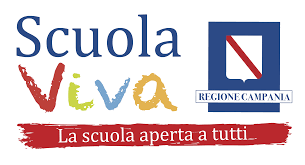 Scuola
Viva
REGIONE CAMPANIA
La scuola aperta a tutti